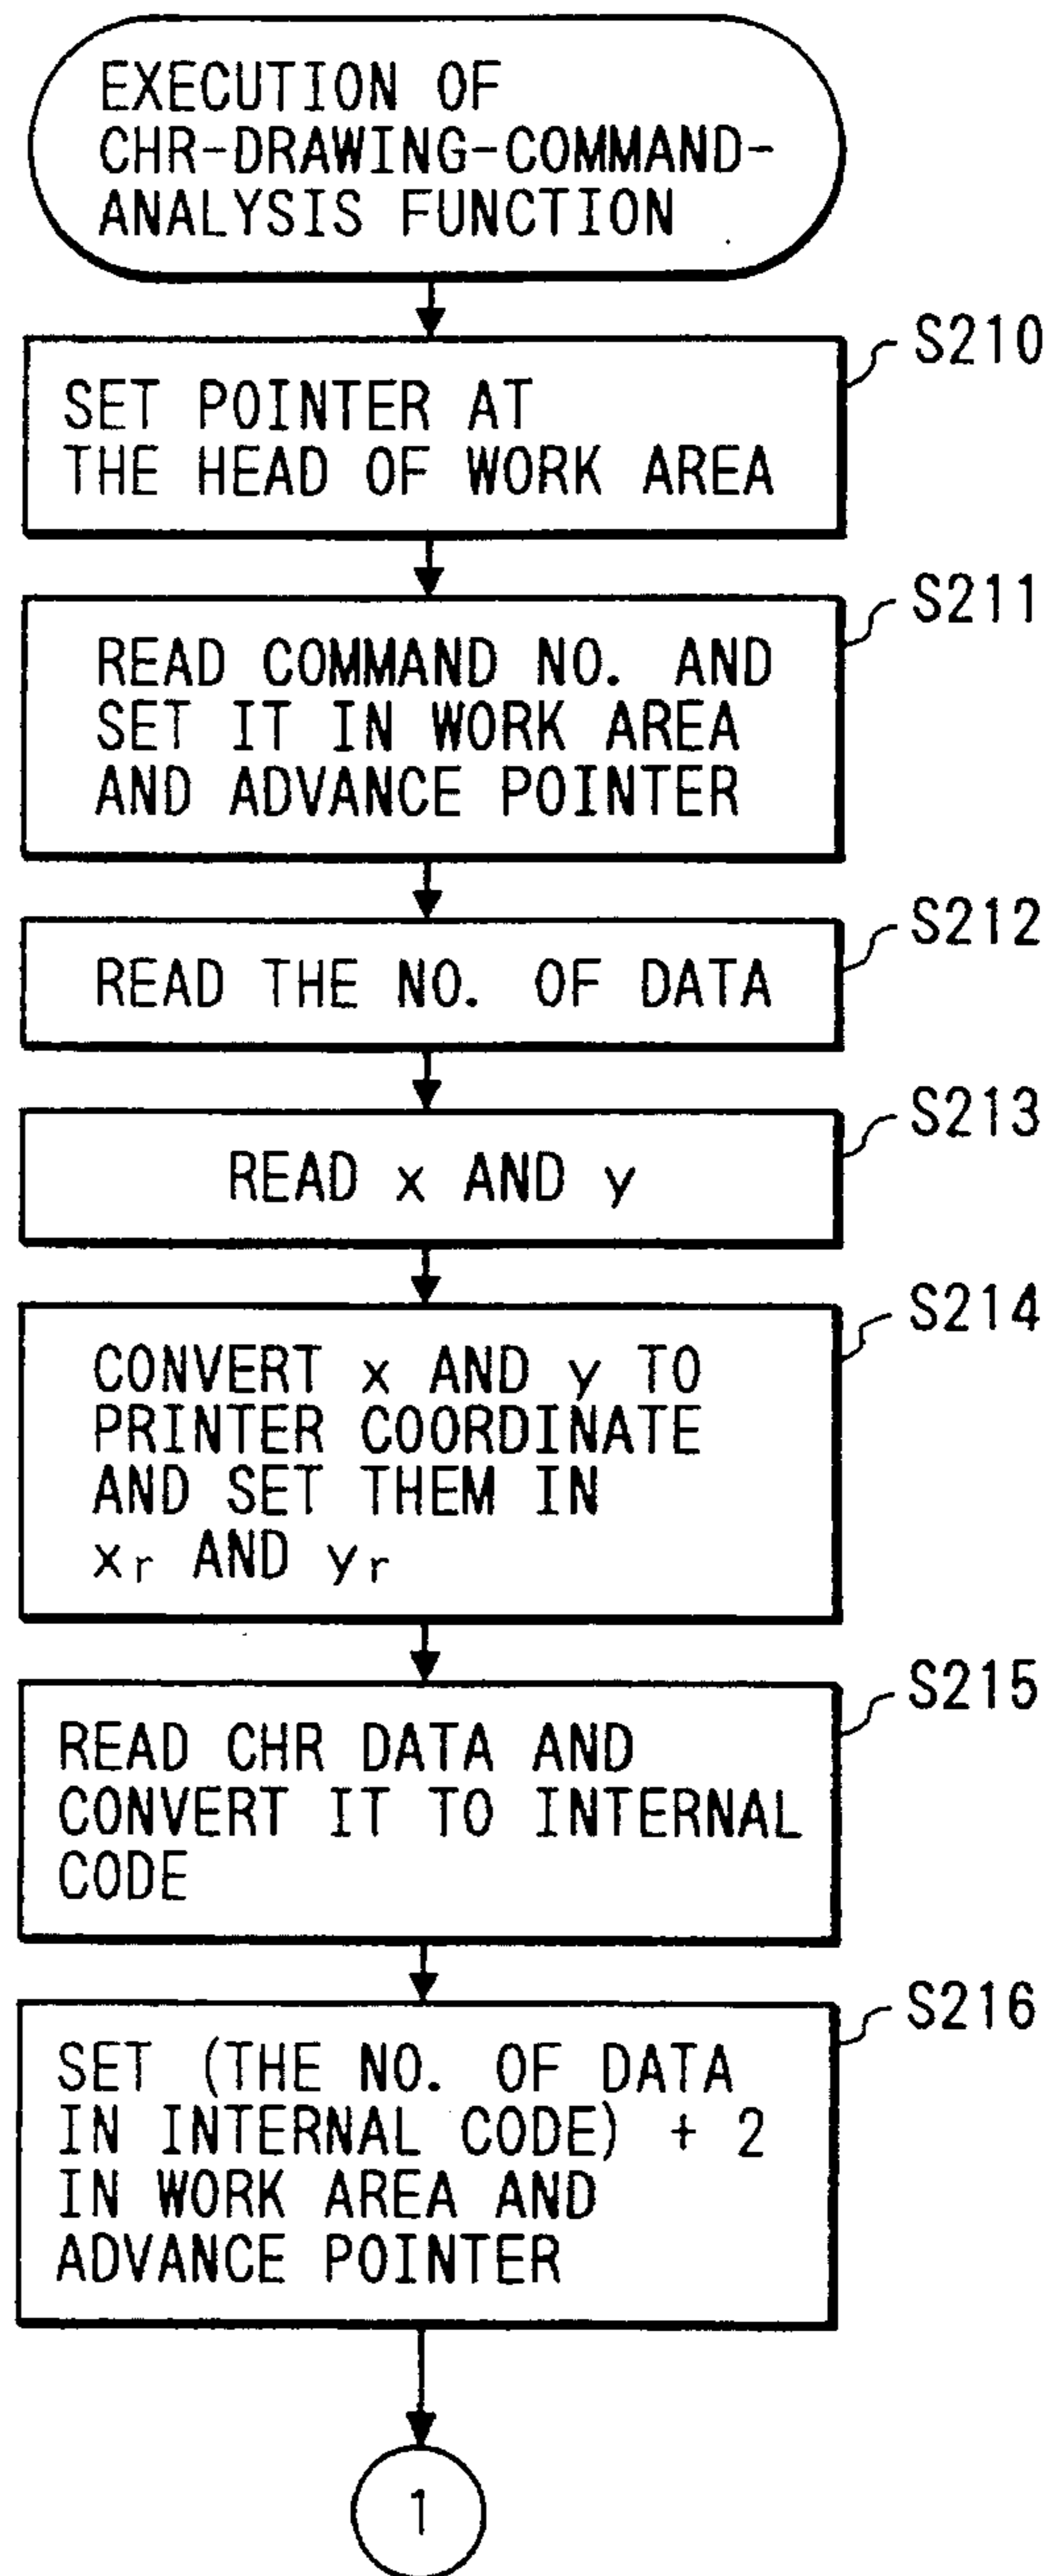 EXECUTION OF
CHR-DRAWING-COMMAND-
ANALYSIS FUNCTION
S210
SET POINTER AT
THE HEAD OF WORK AREA
S211
READ COMMAND NO. AND
SET IT IN WORK AREA
AND ADVANCE POINTER
S212
READ THE NO. OF DATA
S213
READ x AND y
S214
CONVERT x AND y TO
PRINTER COORDINATE
AND SET THEM IN
xr AND yr
S215
READ CHR DATA AND
CONVERT IT TO INTERNAL
CODE
S216
SET (THE NO. OF DATA
IN INTERNAL CODE) + 2
IN WORK AREA AND
ADVANCE POINTER
1